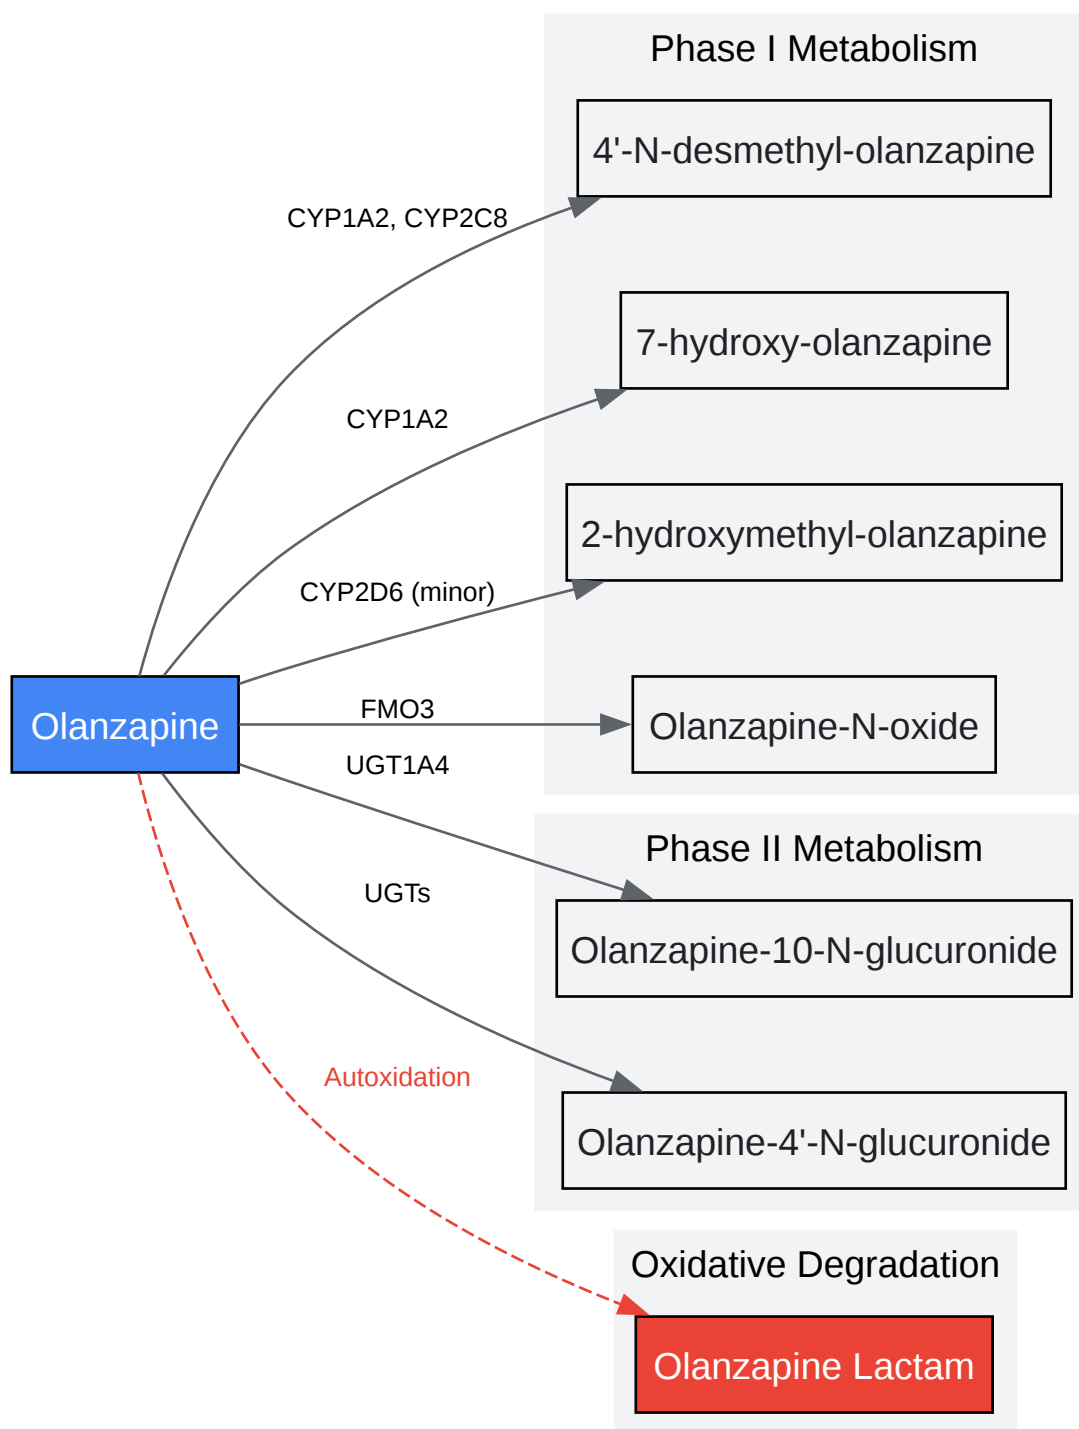 Phase I Metabolism
4'-N-desmethyl-olanzapine
CYP1A2, CYP2C8
7-hydroxy-olanzapine
CYP1A2
2-hydroxymethyl-olanzapine
CYP2D6 (minor)
Olanzapine
FMO3
Olanzapine-N-oxide
UGT1A4
Phase II Metabolism
UGTs
Olanzapine-10-N-glucuronide
Autoxidation
Olanzapine-4'-N-glucuronide
Oxidative Degradation
Olanzapine Lactam